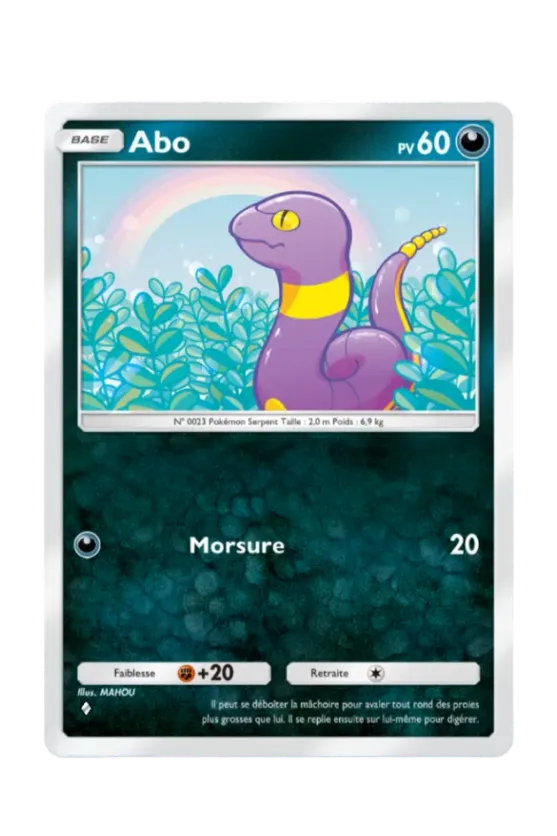 BASE Abo PV 60
N° 0023 Pokémon Serpent Taille : 2,0 m Poids : 6,9 kg
Morsure 20
Faiblesse +20 Retraite
Illus. MAHOU
Il peut se déboîter la mâchoire pour avaler tout rond des proies
plus grosses que lui. Il se replie ensuite sur lui-même pour digérer.